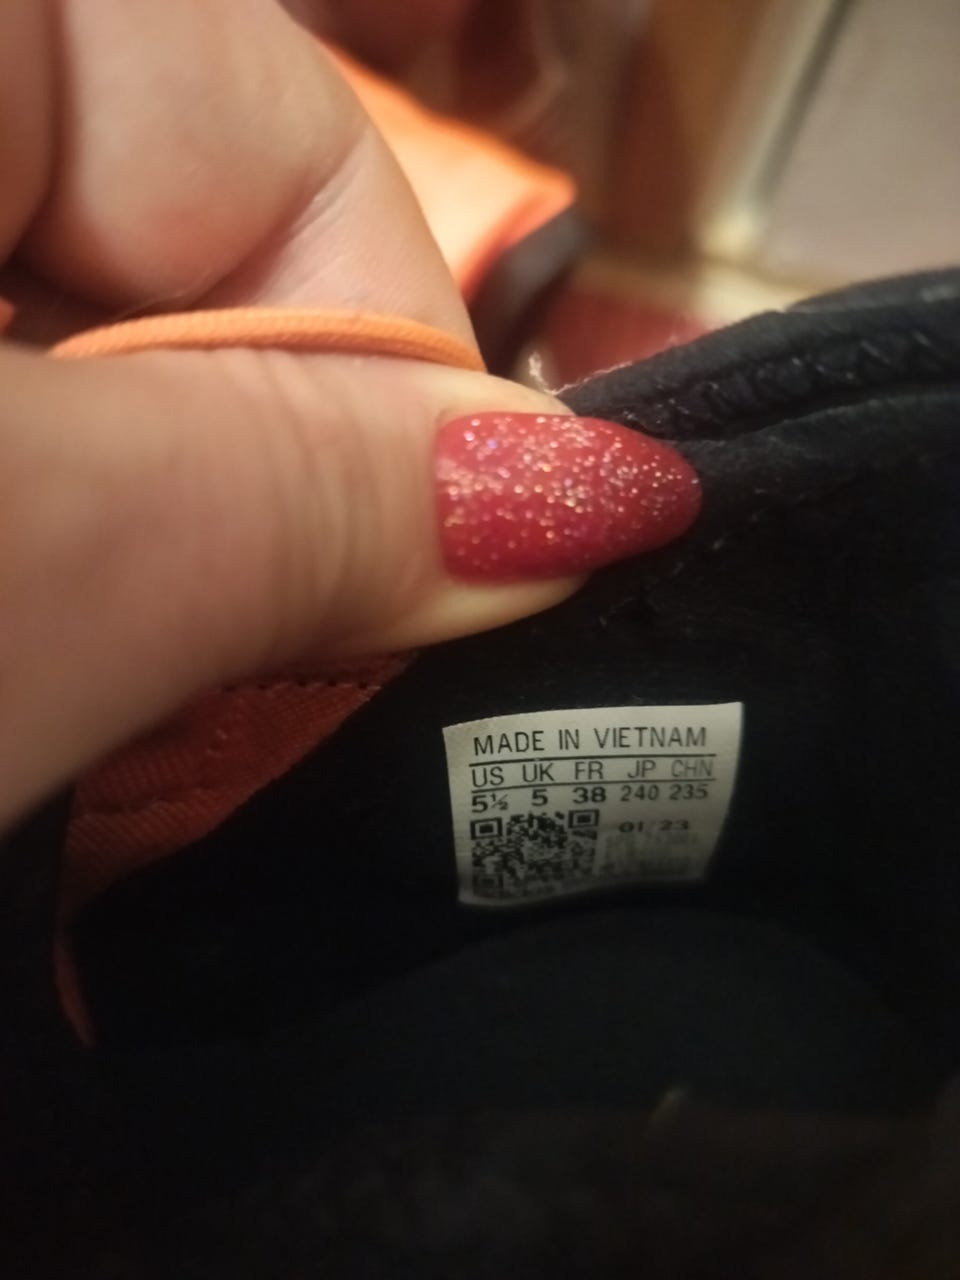 MADE IN VIETNAM
US UK FR JP CHN
5½ 5 38 240 235
01/23